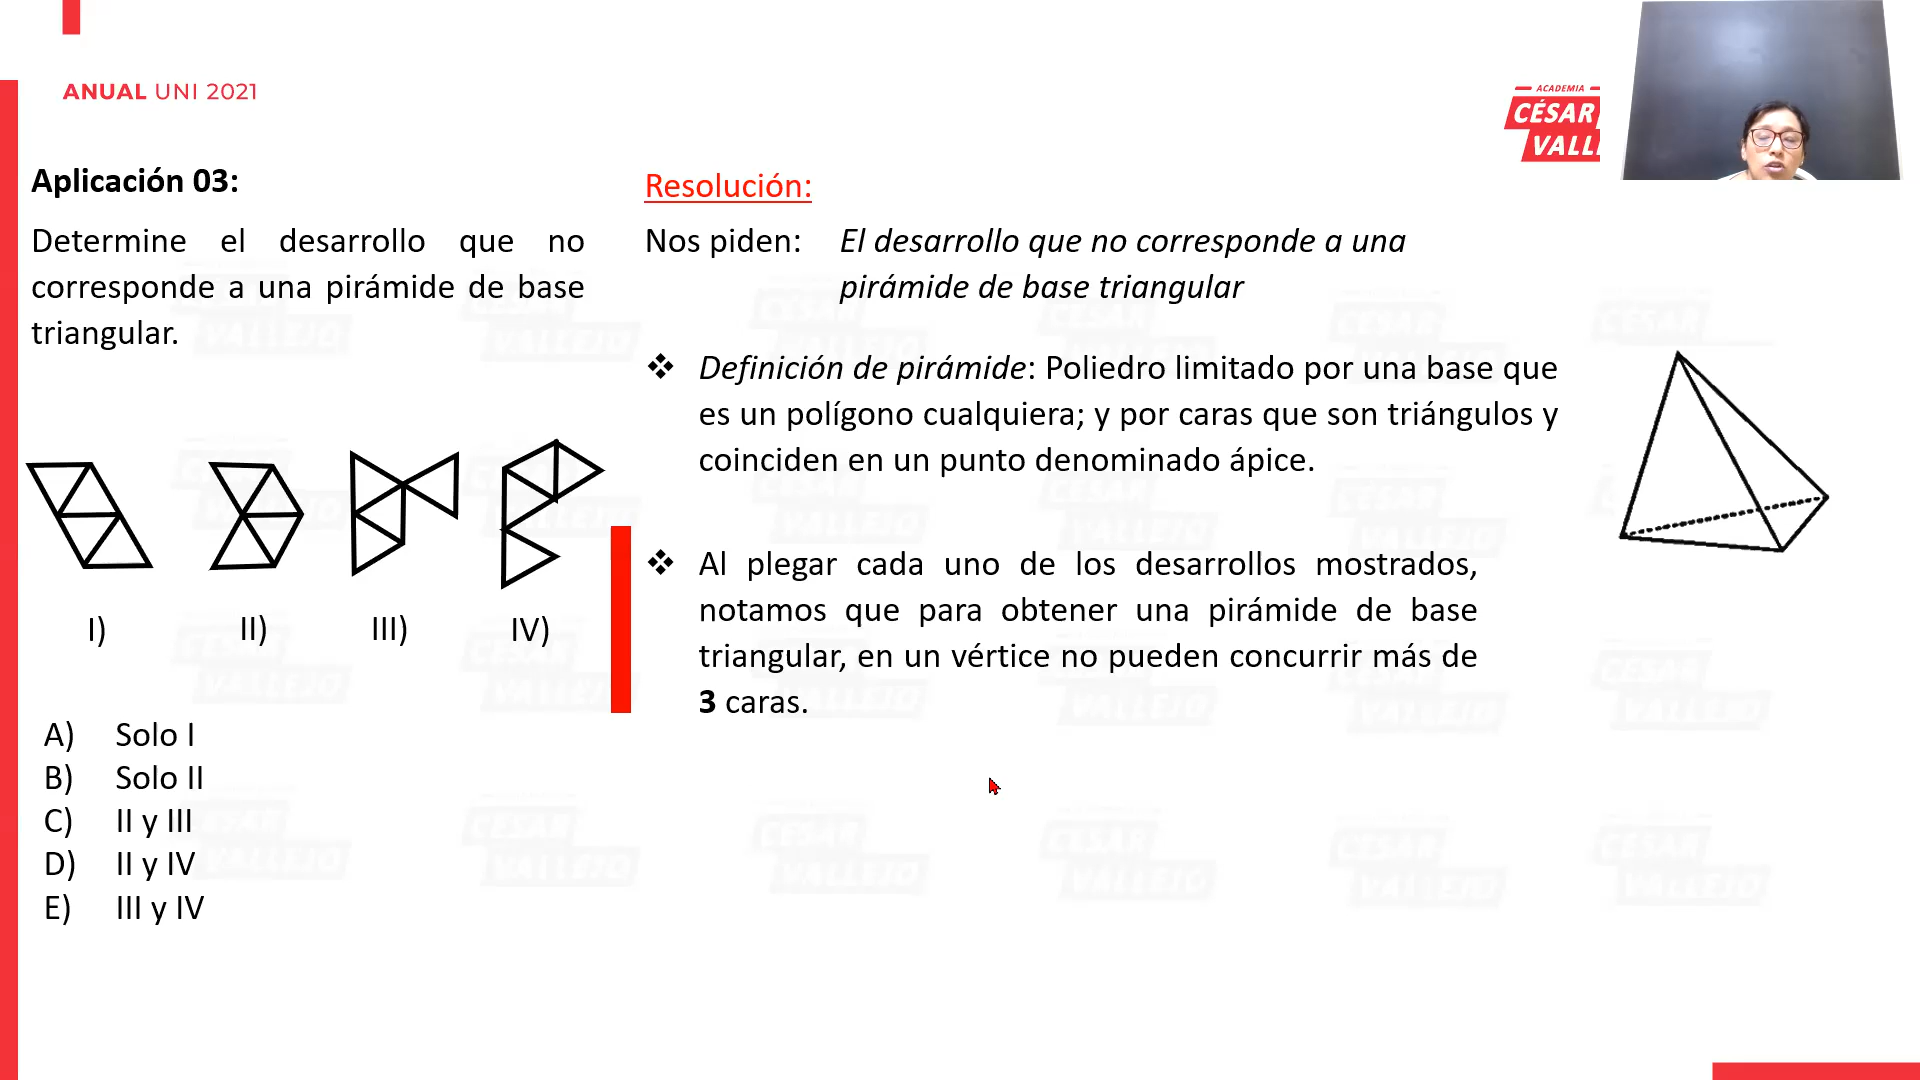 ANUAL UNI 2021
ACADEMIA
CÉSAR
VALL
Aplicación 03:
Determine el desarrollo que no
corresponde a una pirámide de base
triangular.
I)
II)
III)
IV)
A) Solo I
B) Solo II
C) II y III
D) II y IV
E) III y IV
Resolución:
Nos piden: El desarrollo que no corresponde a una
pirámide de base triangular
❖ Definición de pirámide: Poliedro limitado por una base que
es un polígono cualquiera; y por caras que son triángulos y
coinciden en un punto denominado ápice.
❖ Al plegar cada uno de los desarrollos mostrados,
notamos que para obtener una pirámide de base
triangular, en un vértice no pueden concurrir más de
3 caras.